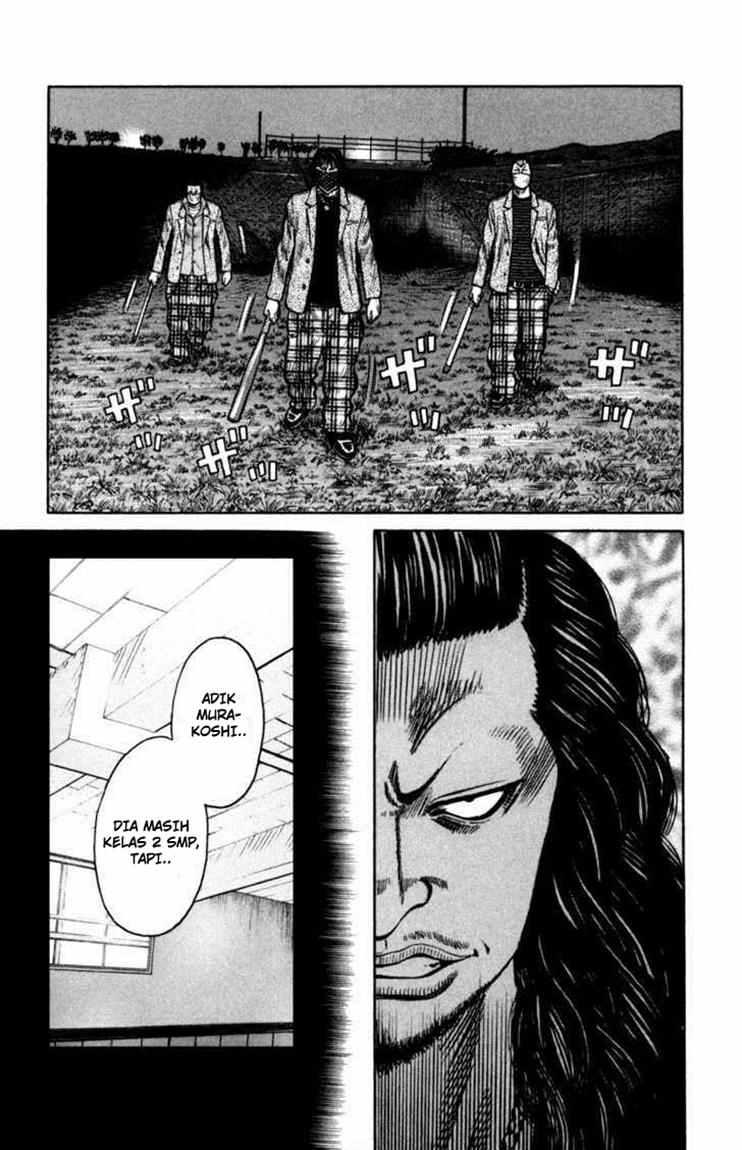 ザッ
ザッ
ザッ
ザッ
ADIK
MURA-
KOSHI..
DIA MASIH
KELAS 2 SMP,
TAPI..